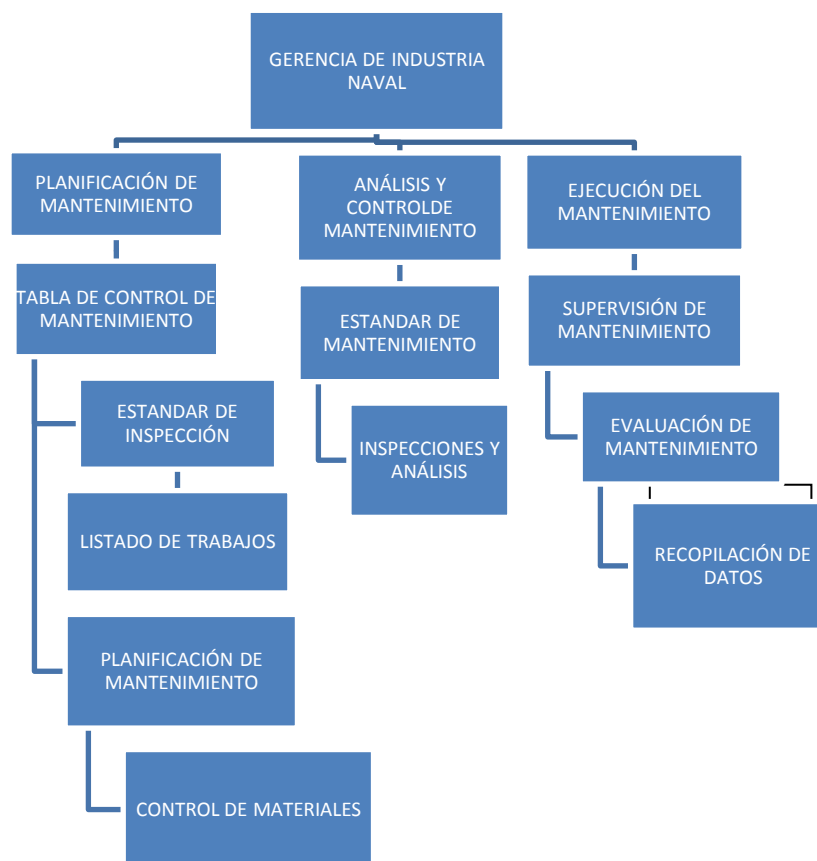 GERENCIA DE INDUSTRIA
NAVAL
PLANIFICACIÓN DE
MANTENIMIENTO
TABLA DE CONTROL DE
MANTENIMIENTO
ESTANDAR DE
INSPECCIÓN
LISTADO DE TRABAJOS
PLANIFICACIÓN DE
MANTENIMIENTO
CONTROL DE MATERIALES
ANÁLISIS Y
CONTROLDE
MANTENIMIENTO
ESTANDAR DE
MANTENIMIENTO
INSPECCIONES Y
ANÁLISIS
EJECUCIÓN DEL
MANTENIMIENTO
SUPERVISIÓN DE
MANTENIMIENTO
EVALUACIÓN DE
MANTENIMIENTO
RECOPILACIÓN DE
DATOS